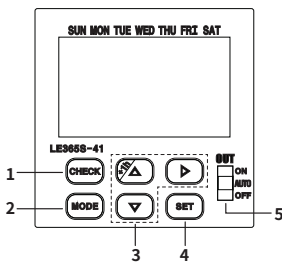 SUN MON TUE WED THU FRI SAT
LE365S-41
OUT
1 CHECK +1h ON
AUTO
2 MODE SET OFF
5
3 4